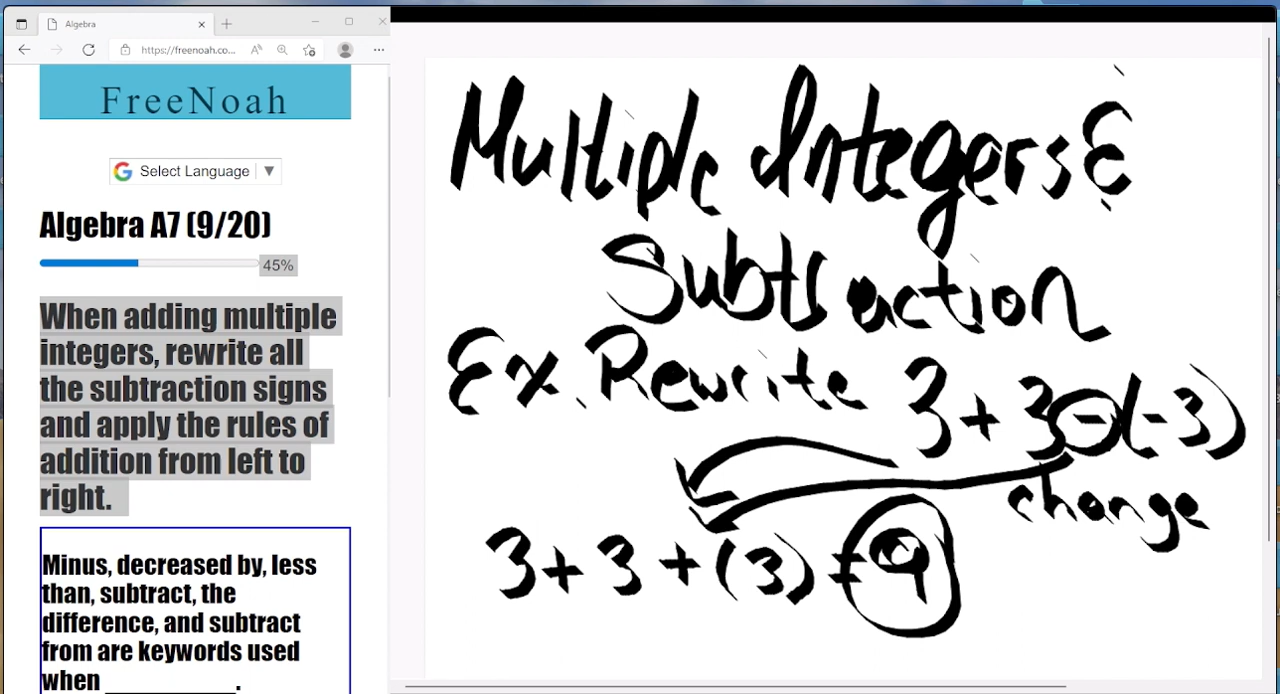 Algebra
https://freenoah.co...
FreeNoah
Select Language
Algebra A7 (9/20)
45%
When adding multiple
integers, rewrite all
the subtraction signs
and apply the rules of
addition from left to
right.
Minus, decreased by, less
than, subtract, the
difference, and subtract
from are keywords used
when __________.
Multiple Integers &
Subtraction
Ex. Rewrite 3 + 3 - (-3)
change
3 + 3 + (3) = 9